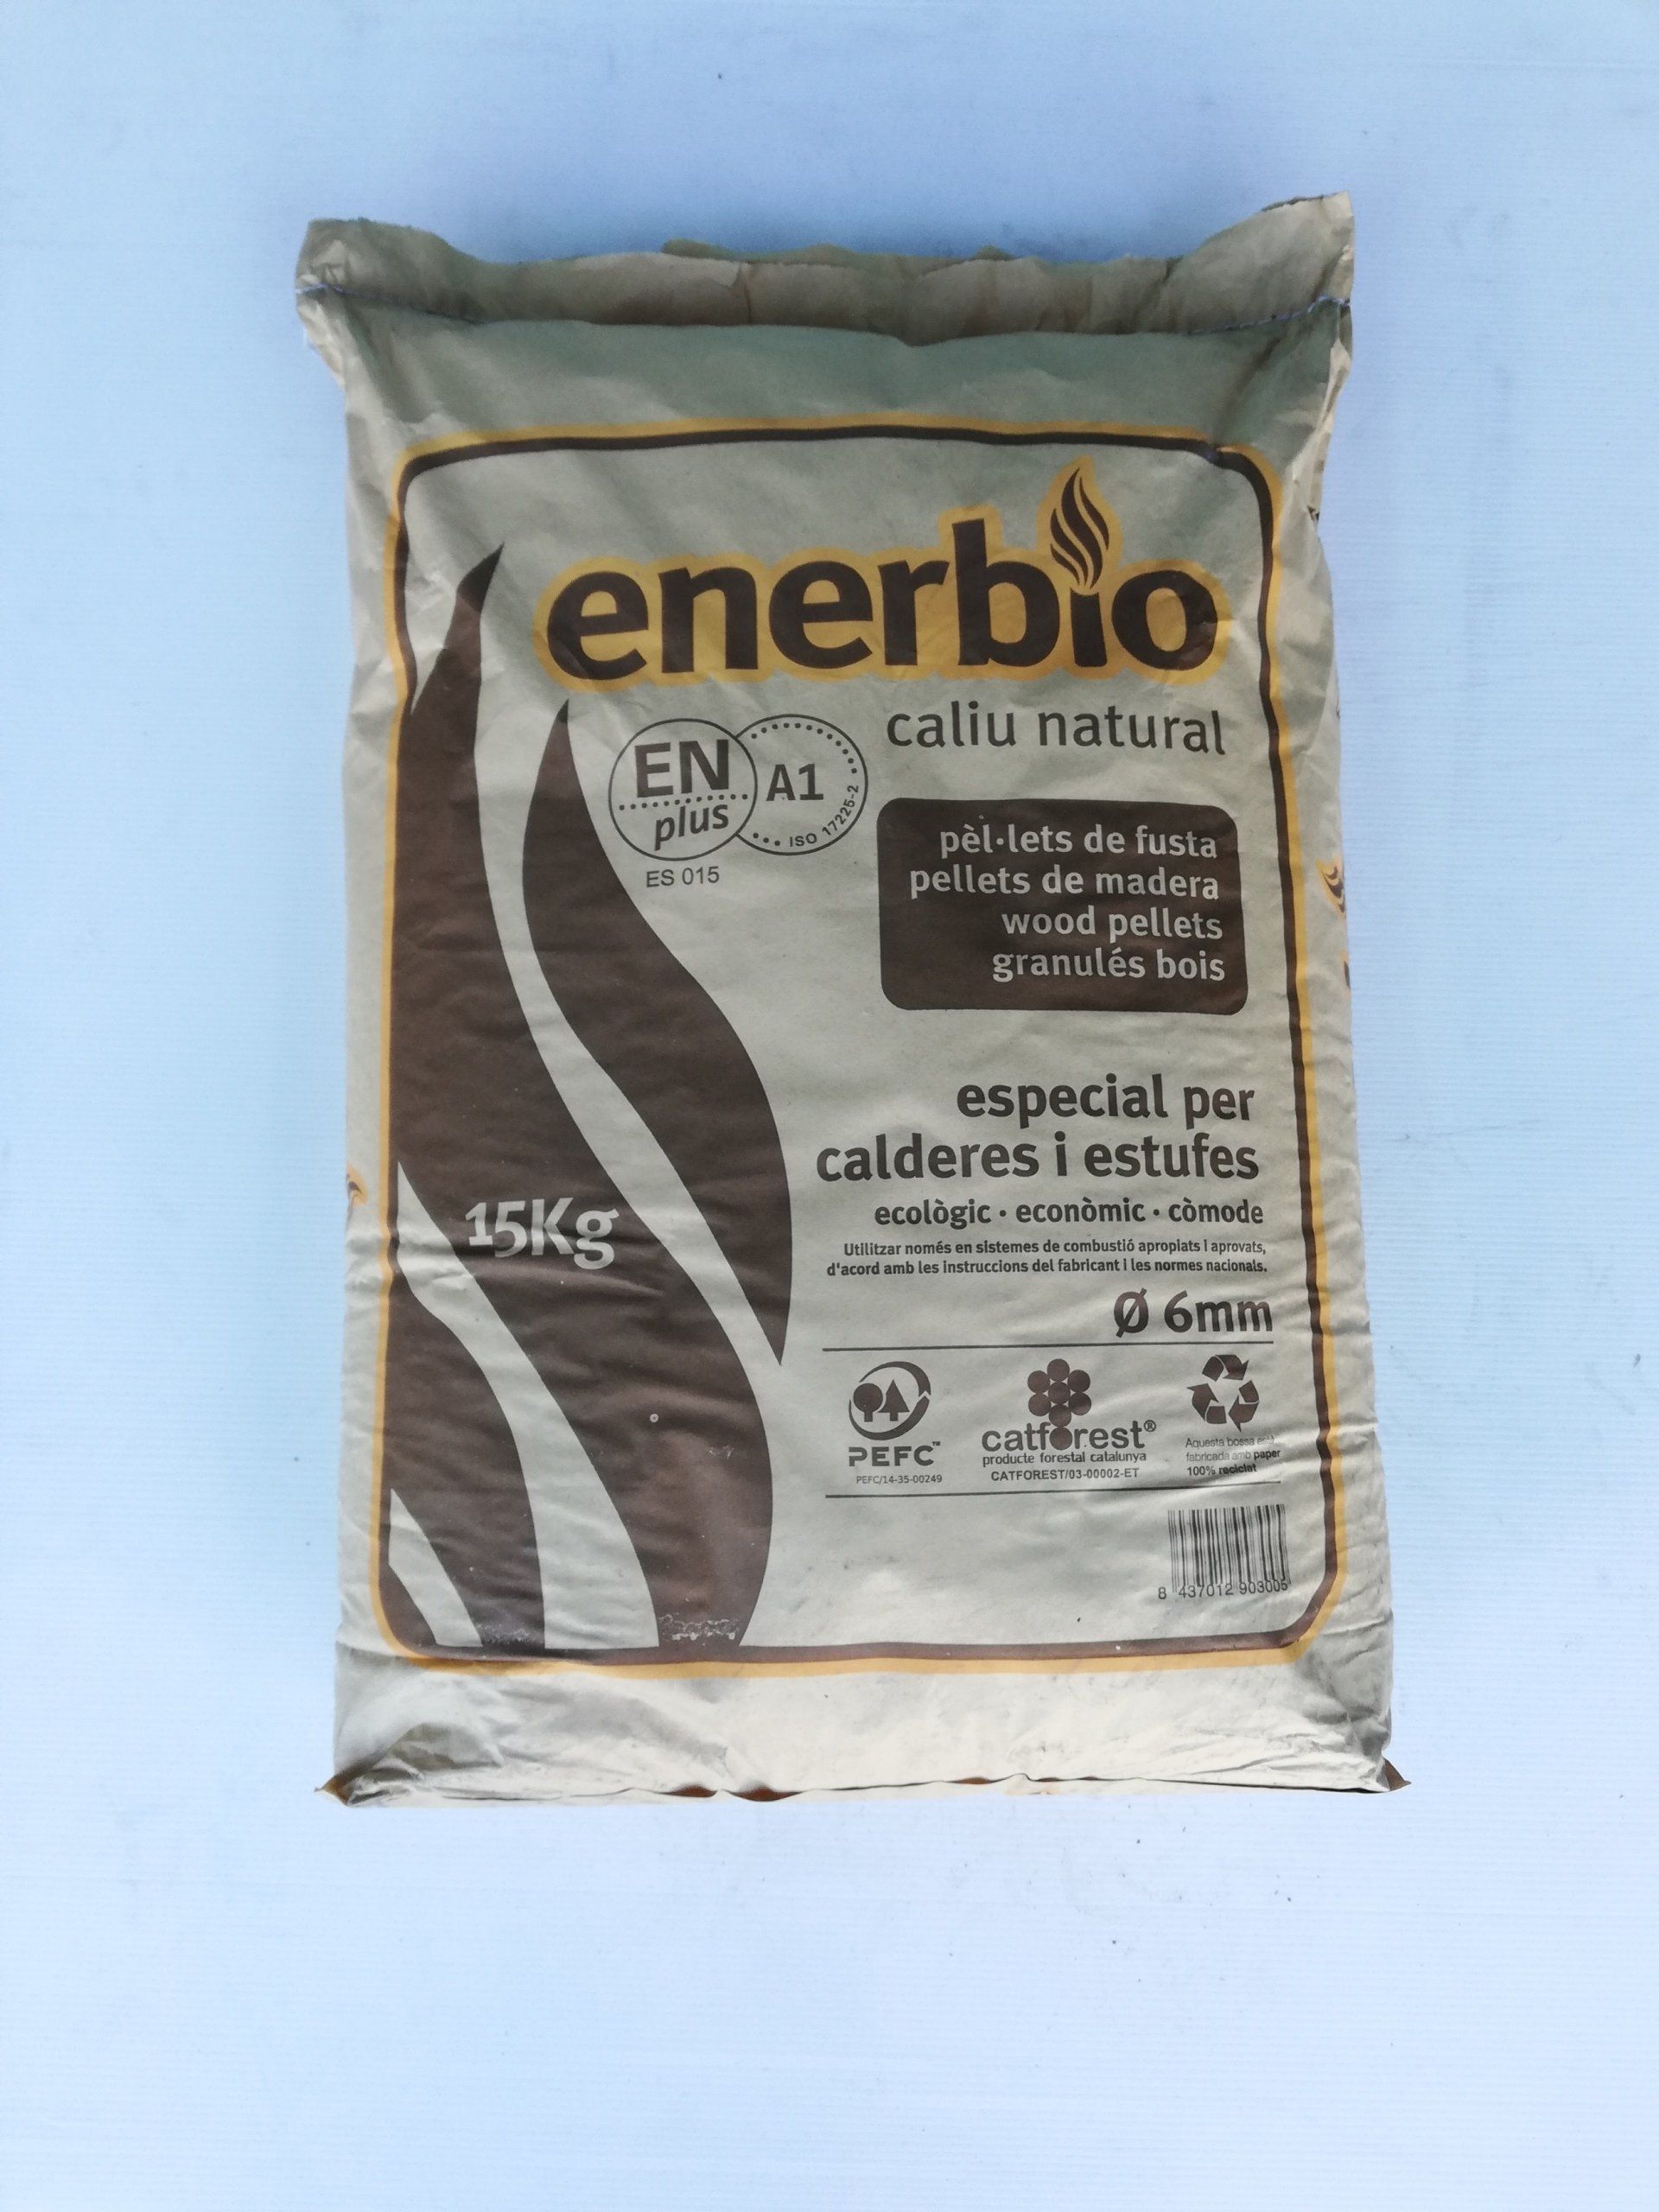 enerbio
caliu natural
EN
plus
A1
ISO 17225-2
ES 015
pèl·lets de fusta
pellets de madera
wood pellets
granulés bois
especial per
calderes i estufes
ecològic · econòmic · còmode
Utilitzar només en sistemes de combustió apropiats i aprovats,
d'acord amb les instruccions del fabricant i les normes nacionals.
15Kg
Ø 6mm
PEFC™
PEFC/14-35-00249
catforest®
producte forestal catalunya
CATFOREST/03-00002-ET
Aquesta bossa està
fabricada amb paper
100% reciclat
8 437012 903005